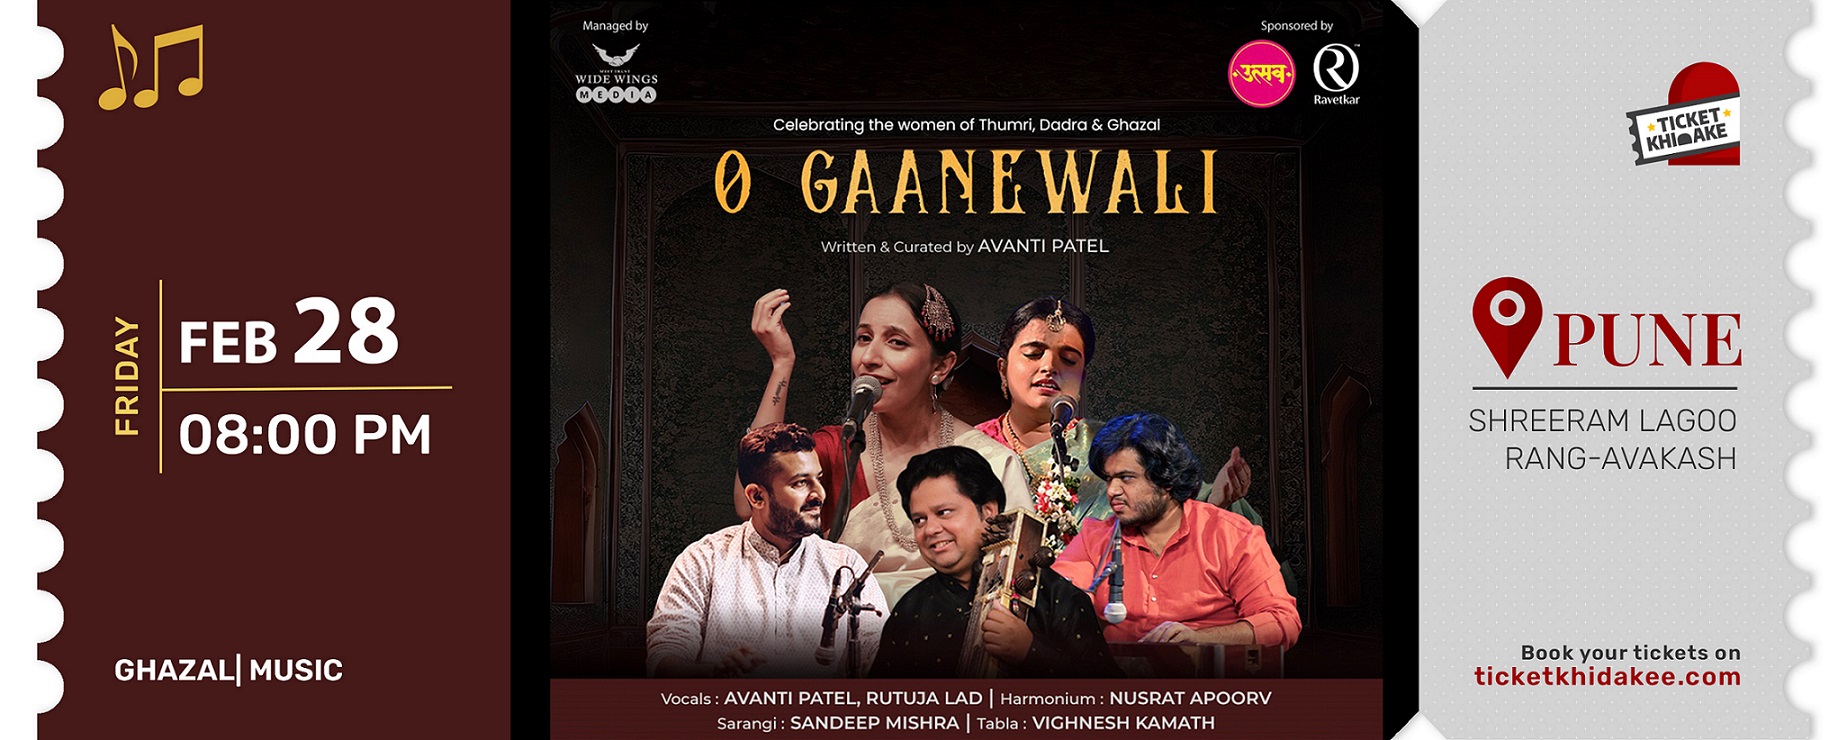 FRIDAY
FEB 28
08:00 PM
GHAZAL| MUSIC
Managed by
WIDE WINGS
MEDIA
Sponsored by
उत्सव
R
Ravetkar
Celebrating the women of Thumri, Dadra & Ghazal
O GAANEWALI
Written & Curated by AVANTI PATEL
Vocals : AVANTI PATEL, RUTUJA LAD | Harmonium : NUSRAT APOORV
Sarangi : SANDEEP MISHRA | Tabla : VIGHNESH KAMATH
TICKET
KHIDAKE
PUNE
SHREERAM LAGOO
RANG-AVAKASH
Book your tickets on
ticketkhidakee.com